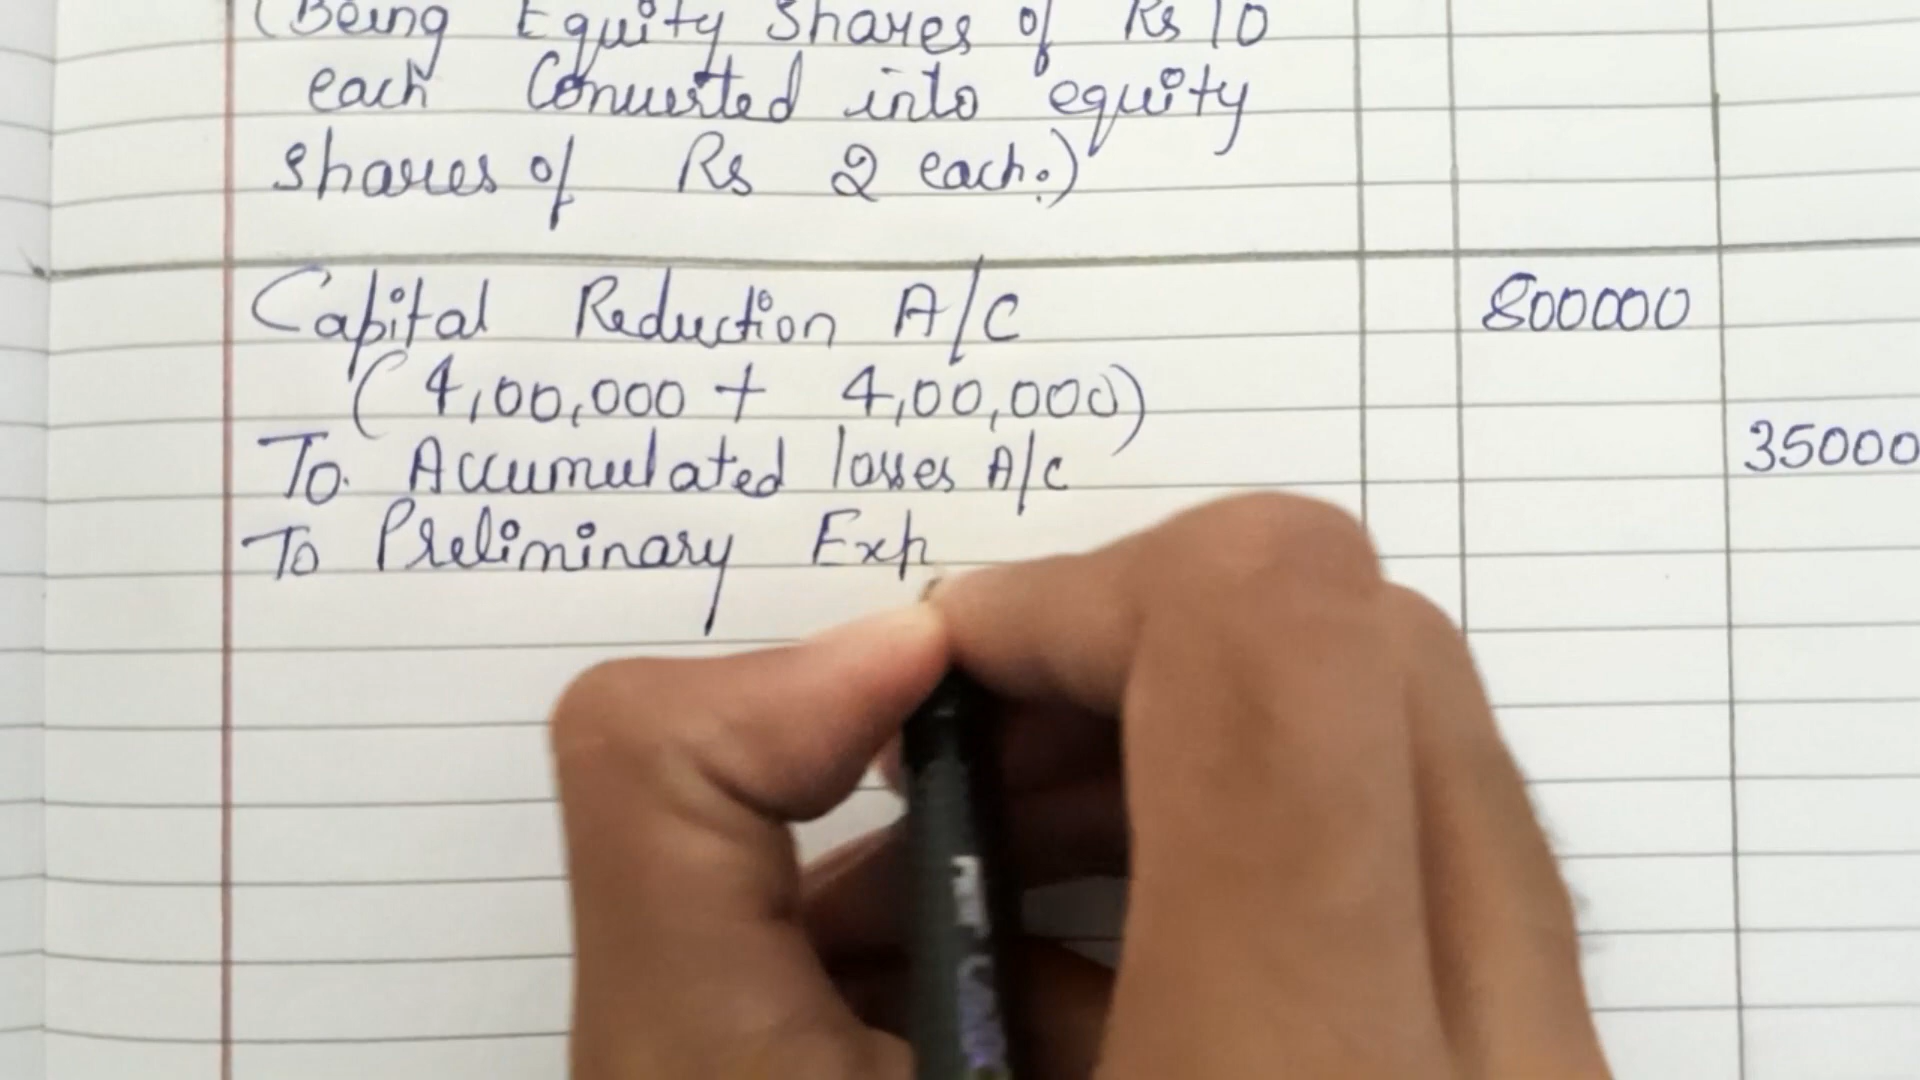 (Being Equity Shares of Rs 10
each Converted into equity
shares of Rs 2 each.)
Capital Reduction A/C 800000
(4,00,000 + 4,00,000)
To Accumulated losses A/c 35000
To Preliminary Exp